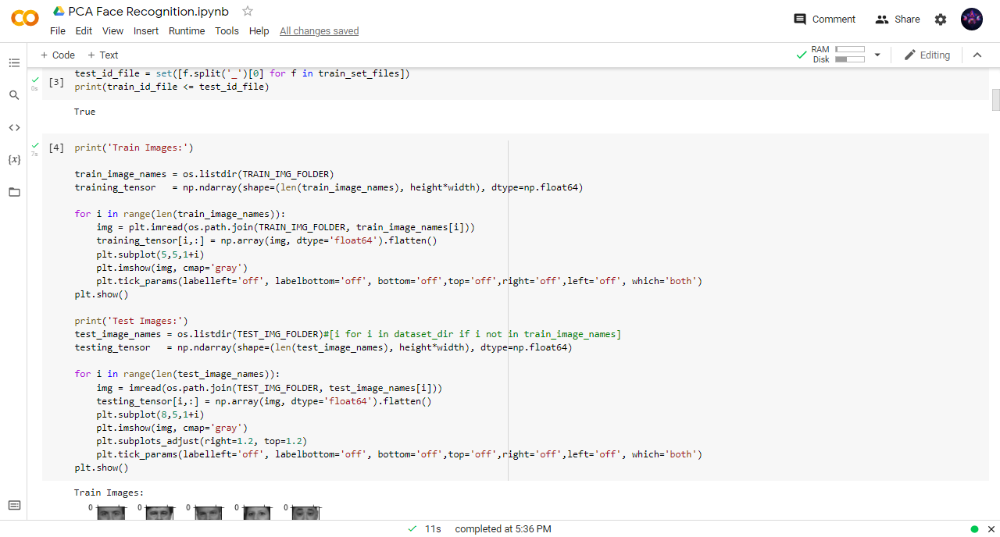 PCA Face Recognition.ipynb
Comment
Share
File Edit View Insert Runtime Tools Help All changes saved
+ Code + Text
RAM
Disk
Editing
test_id_file = set([f.split('_')[0] for f in train_set_files])
[3]
0s
print(train_id_file <= test_id_file)
True
[4] print('Train Images:')
7s
train_image_names = os.listdir(TRAIN_IMG_FOLDER)
training_tensor   = np.ndarray(shape=(len(train_image_names), height*width), dtype=np.float64)
for i in range(len(train_image_names)):
    img = plt.imread(os.path.join(TRAIN_IMG_FOLDER, train_image_names[i]))
    training_tensor[i,:] = np.array(img, dtype='float64').flatten()
    plt.subplot(5,5,1+i)
    plt.imshow(img, cmap='gray')
    plt.tick_params(labelleft='off', labelbottom='off', bottom='off',top='off',right='off',left='off', which='both')
plt.show()
print('Test Images:')
test_image_names = os.listdir(TEST_IMG_FOLDER)#[i for i in dataset_dir if i not in train_image_names]
testing_tensor   = np.ndarray(shape=(len(test_image_names), height*width), dtype=np.float64)
for i in range(len(test_image_names)):
    img = imread(os.path.join(TEST_IMG_FOLDER, test_image_names[i]))
    testing_tensor[i,:] = np.array(img, dtype='float64').flatten()
    plt.subplot(8,5,1+i)
    plt.imshow(img, cmap='gray')
    plt.subplots_adjust(right=1.2, top=1.2)
    plt.tick_params(labelleft='off', labelbottom='off', bottom='off',top='off',right='off',left='off', which='both')
plt.show()
Train Images:
0 0 0 0 0
11s completed at 5:36 PM